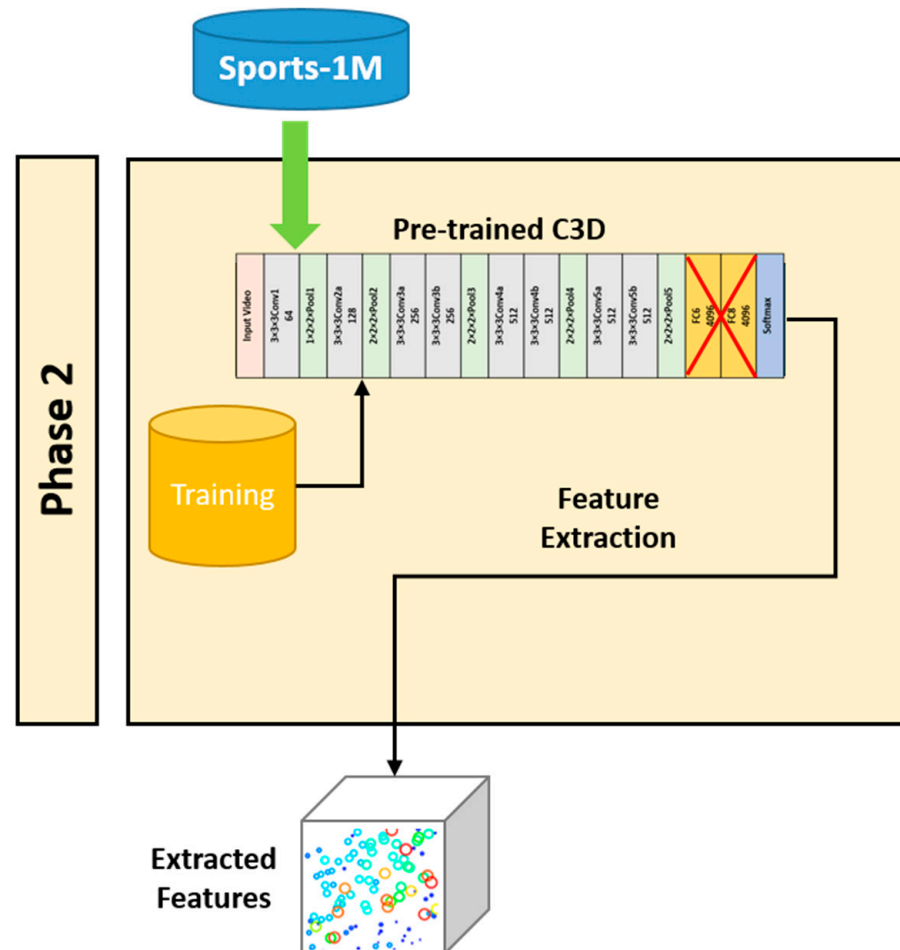 Sports-1M
Phase 2
Pre-trained C3D
Input Video
3×3×3Conv1
64
1×2×2×Pool1
3×3×3Conv2a
128
2×2×2×Pool2
3×3×3Conv3a
256
3×3×3Conv3b
256
2×2×2×Pool3
3×3×3Conv4a
512
3×3×3Conv4b
512
2×2×2×Pool4
3×3×3Conv5a
512
3×3×3Conv5b
512
2×2×2×Pool5
FC6
4096
FC8
4096
Softmax
Training
Feature
Extraction
Extracted
Features